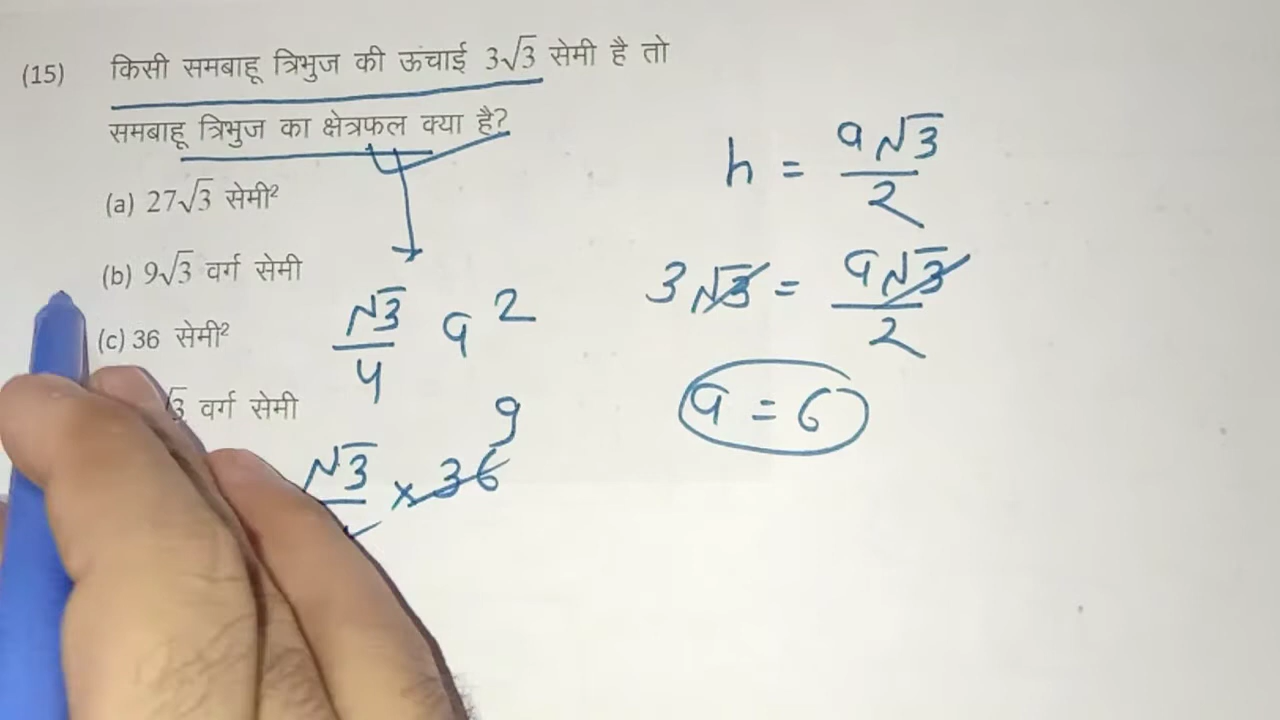 (15) किसी समबाहू त्रिभुज की ऊंचाई 3√3 सेमी है तो
समबाहू त्रिभुज का क्षेत्रफल क्या है?
(a) 27√3 सेमी²
(b) 9√3 वर्ग सेमी
(c) 36 सेमी²
√3 वर्ग सेमी
h = a√3/2
3√3 = a√3/2
a = 6
√3/4 a²
9
√3 × 36